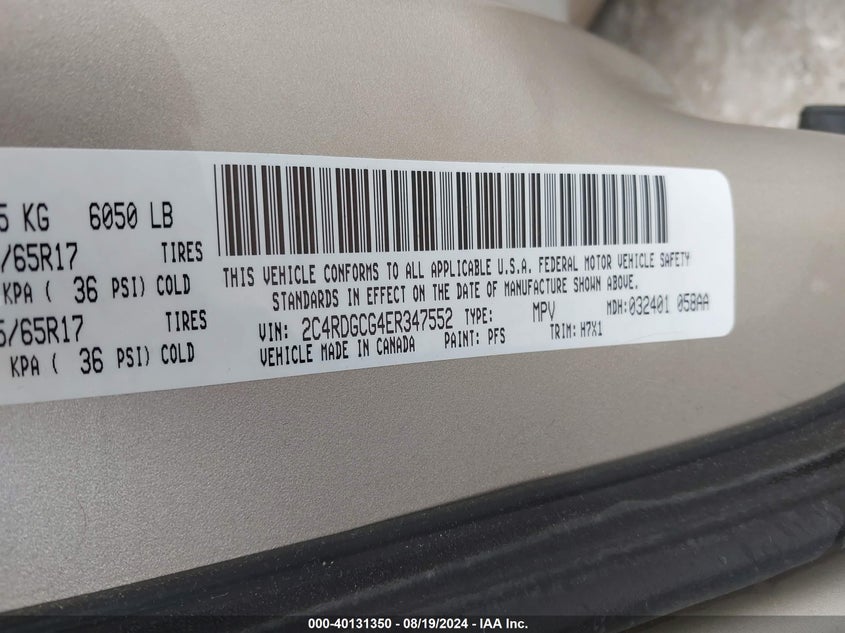 5 KG 6050 LB
/65R17 TIRES
KPA ( 36 PSI) COLD
5/65R17 TIRES
KPA ( 36 PSI) COLD
THIS VEHICLE CONFORMS TO ALL APPLICABLE U.S.A. FEDERAL MOTOR VEHICLE SAFETY
STANDARDS IN EFFECT ON THE DATE OF MANUFACTURE SHOWN ABOVE.
VIN: 2C4RDGCG4ER347552 TYPE: MPV MDH: 032401 058AA
VEHICLE MADE IN CANADA PAINT: PFS TRIM: H7X1
000-40131350 - 08/19/2024 - IAA Inc.